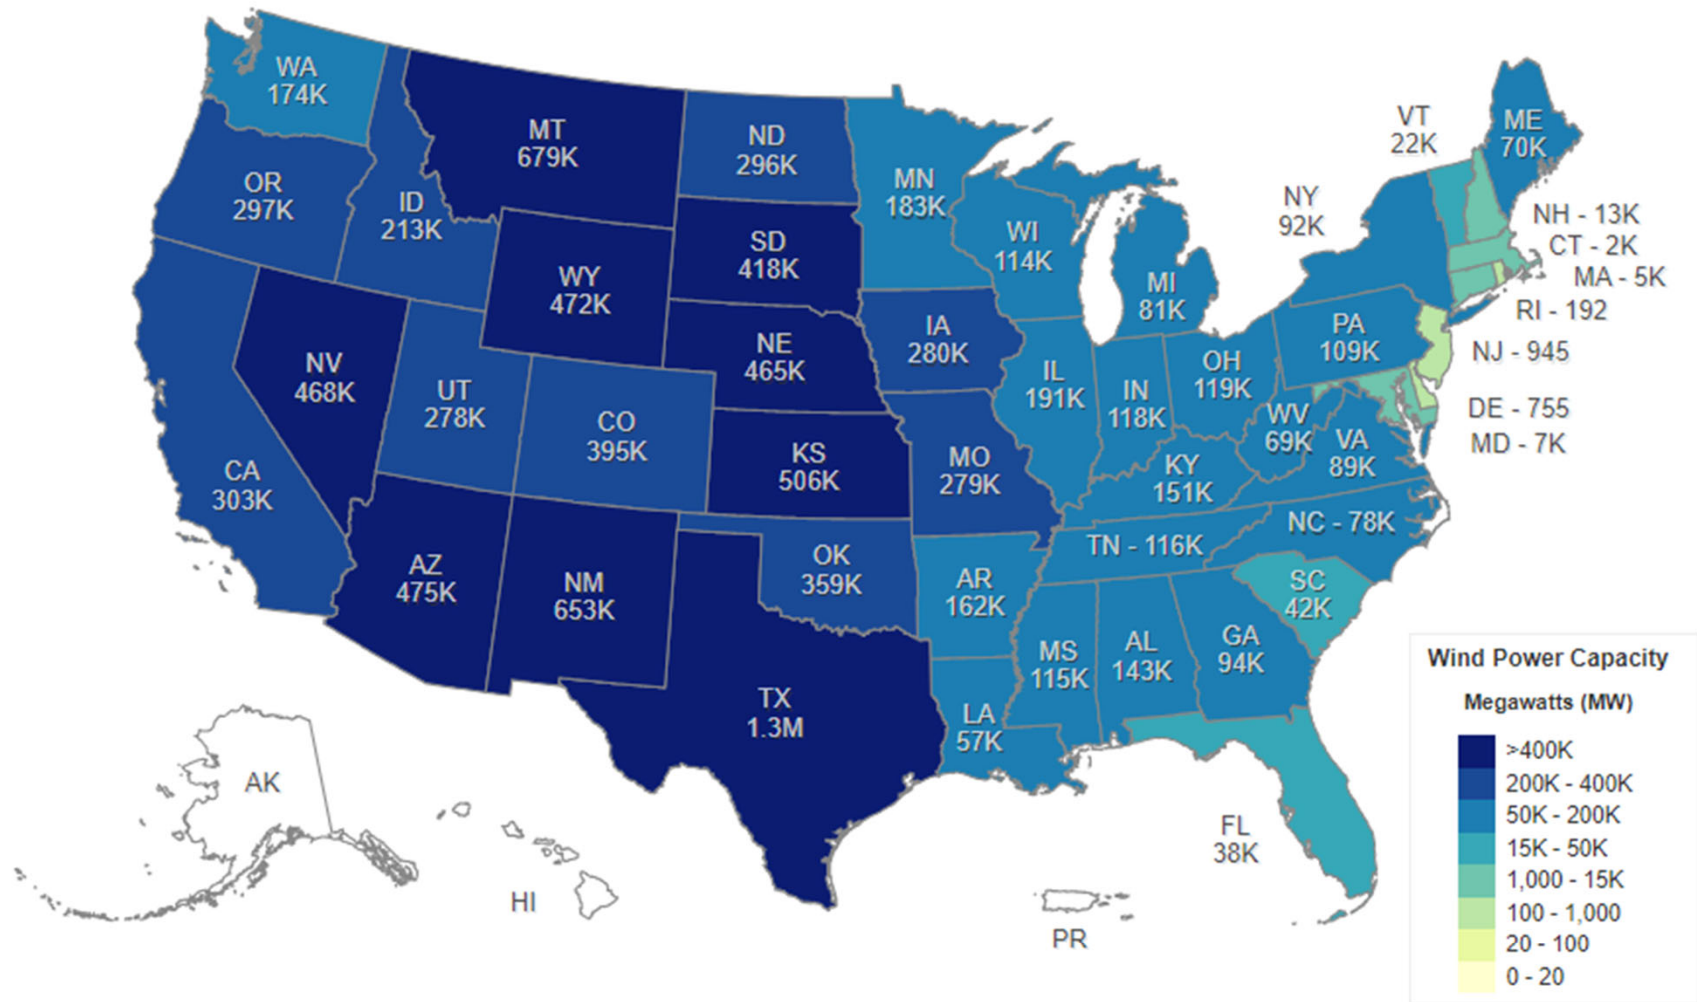 WA
174K
MT
679K
ND
296K
MN
183K
VT
22K
ME
70K
OR
297K
ID
213K
NY
92K
NH - 13K
CT - 2K
MA - 5K
RI - 192
WY
472K
SD
418K
WI
114K
MI
81K
NV
468K
UT
278K
CO
395K
NE
465K
IA
280K
IL
191K
IN
118K
OH
119K
PA
109K
NJ - 945
DE - 755
MD - 7K
CA
303K
KS
506K
MO
279K
KY
151K
WV
69K
VA
89K
AZ
475K
NM
653K
OK
359K
AR
162K
TN - 116K
NC - 78K
SC
42K
TX
1.3M
LA
57K
MS
115K
AL
143K
GA
94K
FL
38K
AK
HI
PR
Wind Power Capacity
Megawatts (MW)
>400K
200K - 400K
50K - 200K
15K - 50K
1,000 - 15K
100 - 1,000
20 - 100
0 - 20